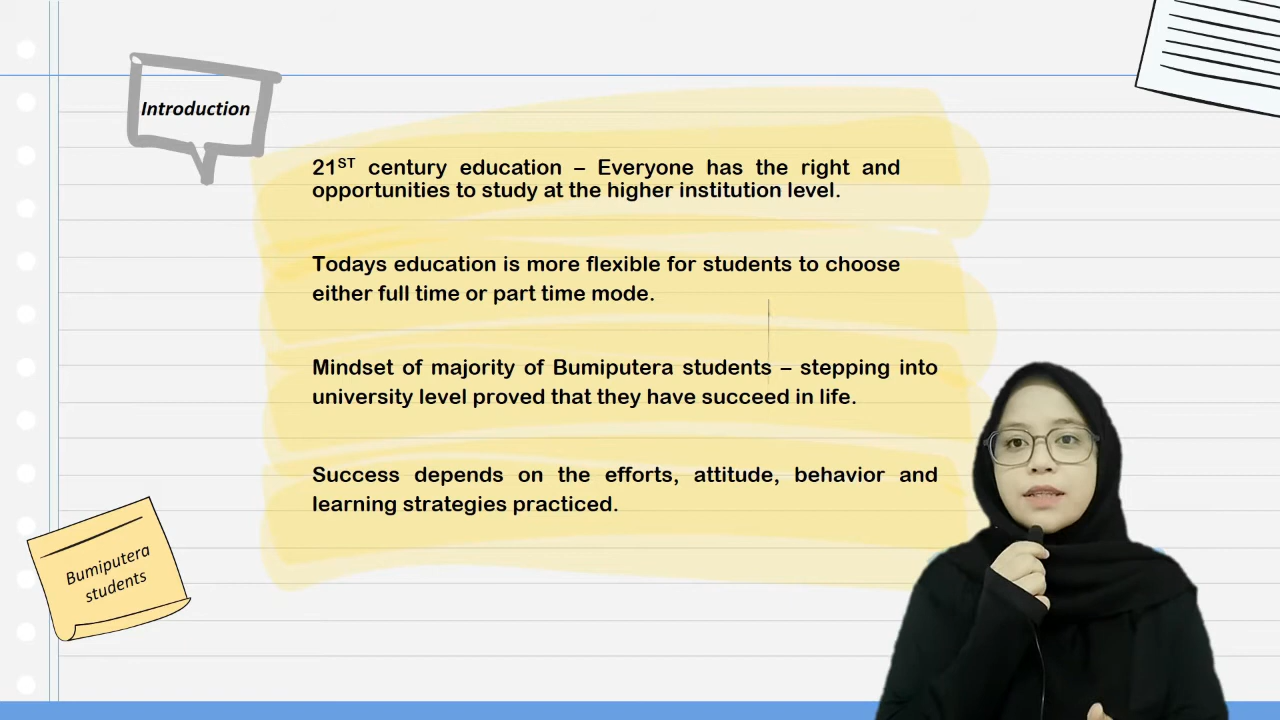 Introduction
21ST century education – Everyone has the right and
opportunities to study at the higher institution level.
Todays education is more flexible for students to choose
either full time or part time mode.
Mindset of majority of Bumiputera students – stepping into
university level proved that they have succeed in life.
Success depends on the efforts, attitude, behavior and
learning strategies practiced.
Bumiputera
students